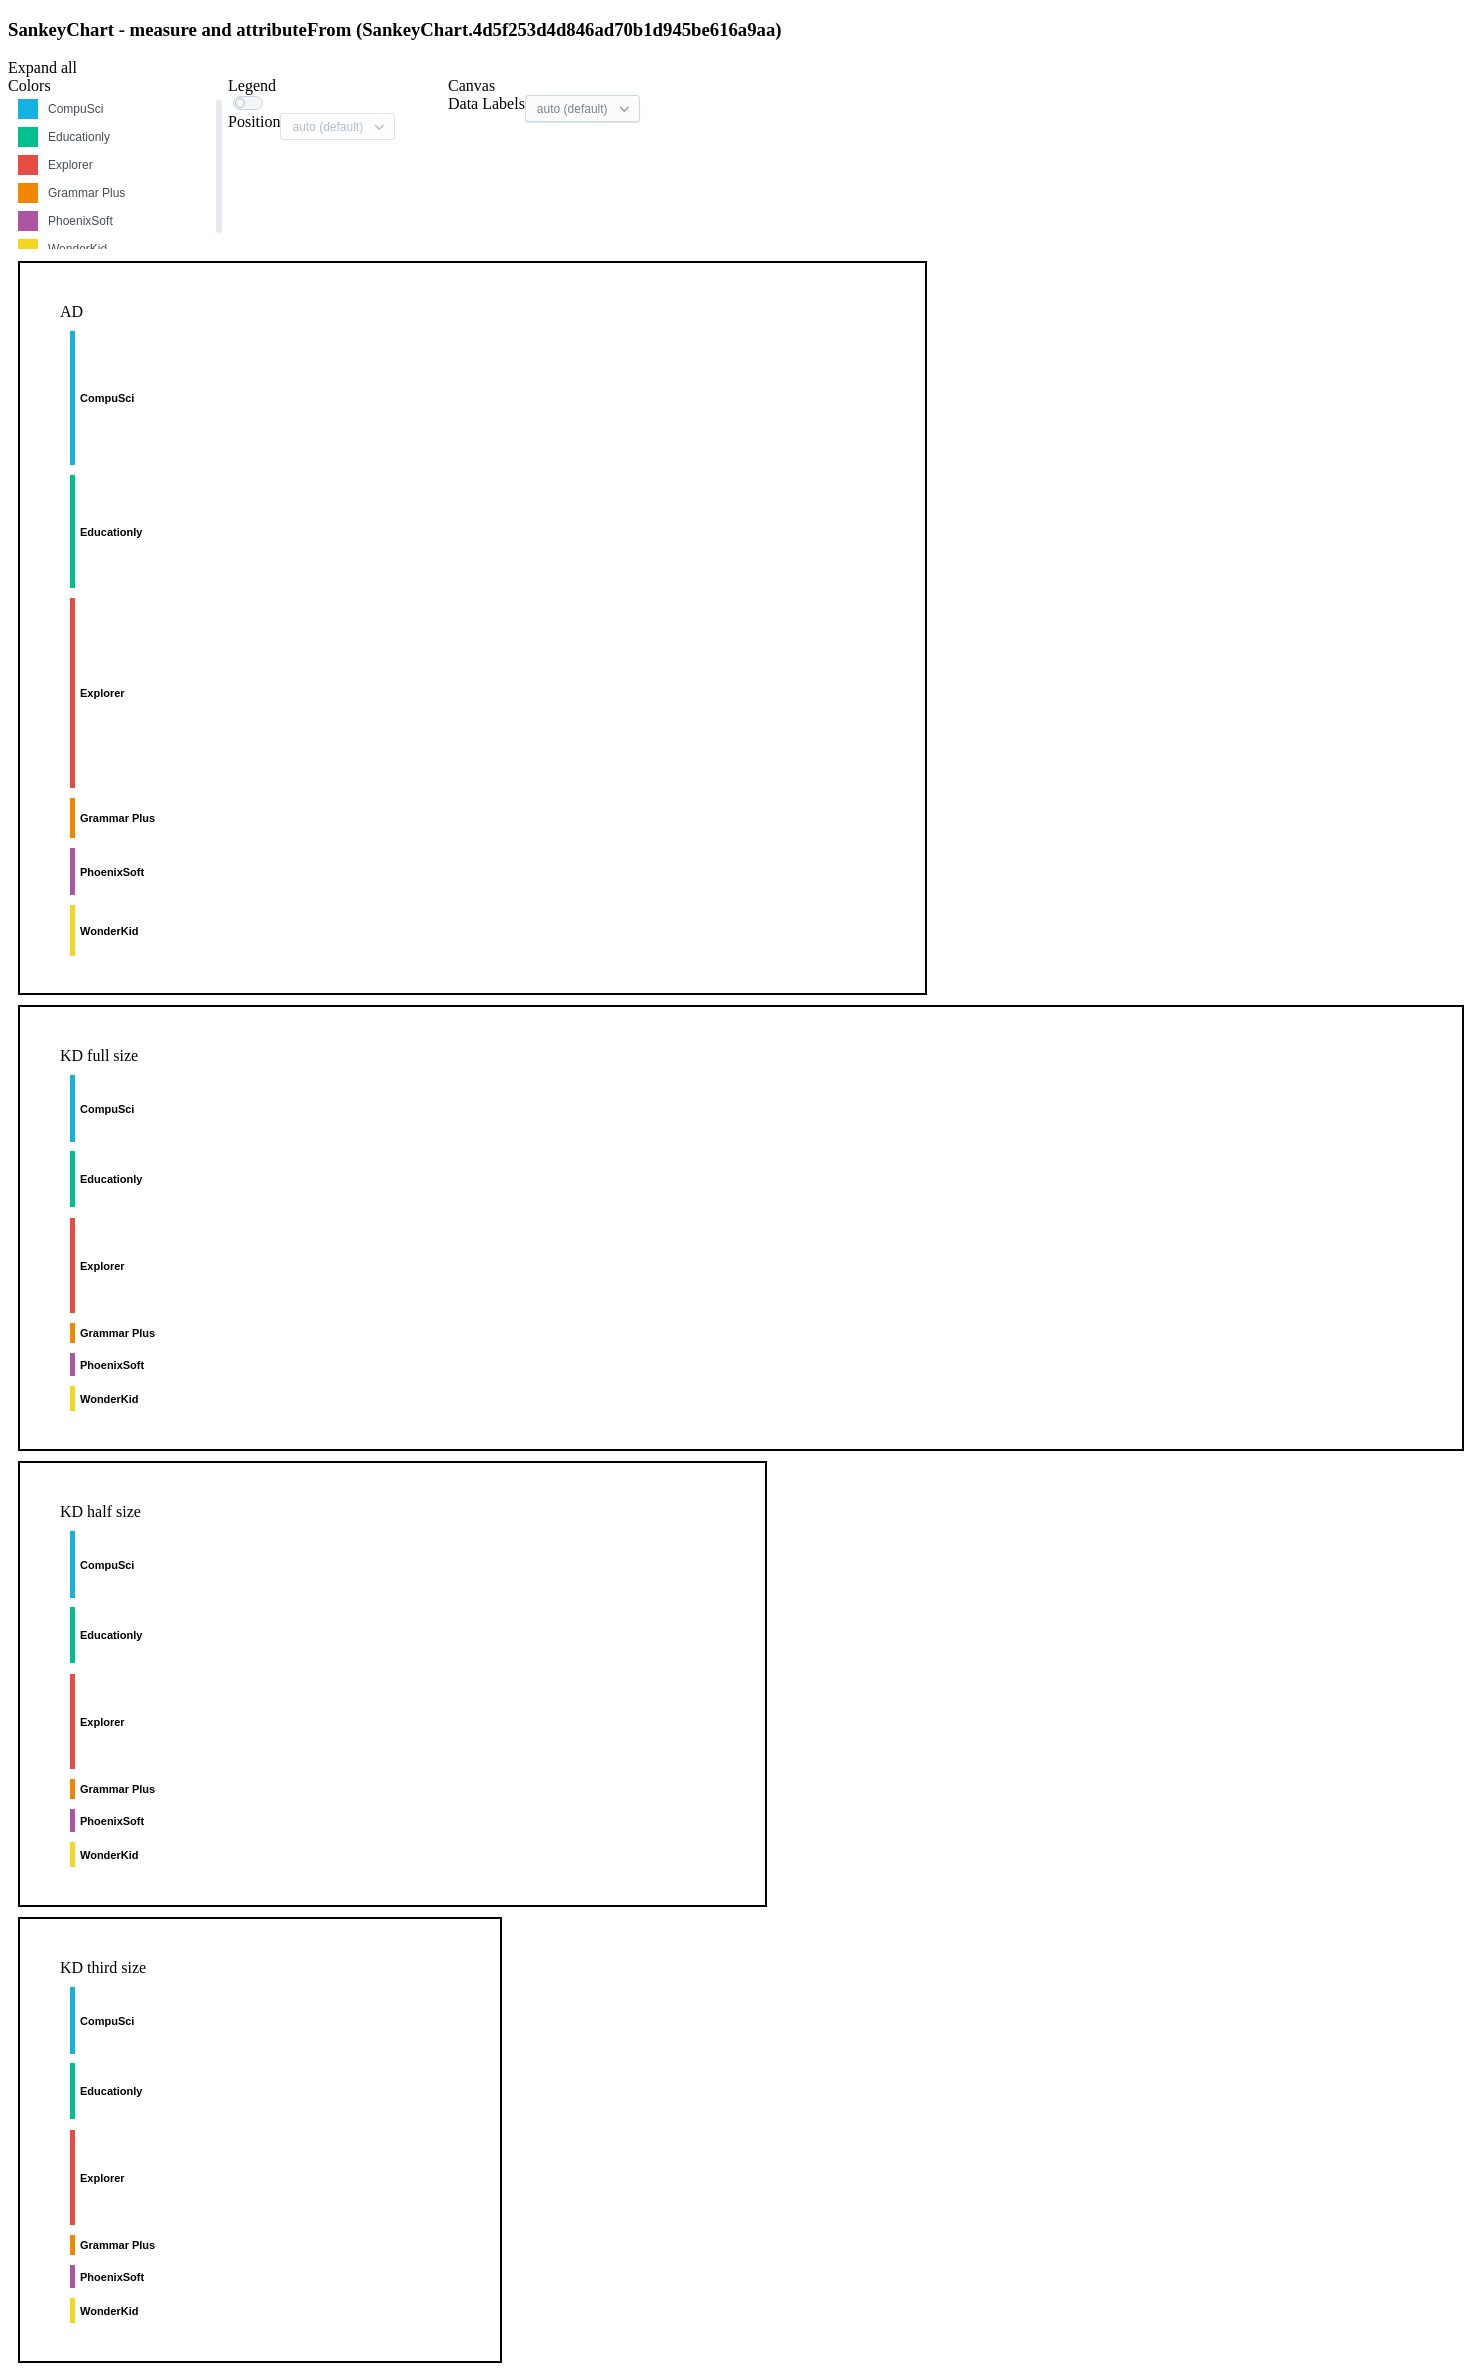 SankeyChart - measure and attributeFrom (SankeyChart.4d5f253d4d846ad70b1d945be616a9aa)
Expand all
Colors
CompuSci
Educationly
Explorer
Grammar Plus
PhoenixSoft
WonderKid
Legend
Position auto (default)
Canvas
Data Labels auto (default)
AD
CompuSci
Educationly
Explorer
Grammar Plus
PhoenixSoft
WonderKid
KD full size
CompuSci
Educationly
Explorer
Grammar Plus
PhoenixSoft
WonderKid
KD half size
CompuSci
Educationly
Explorer
Grammar Plus
PhoenixSoft
WonderKid
KD third size
CompuSci
Educationly
Explorer
Grammar Plus
PhoenixSoft
WonderKid